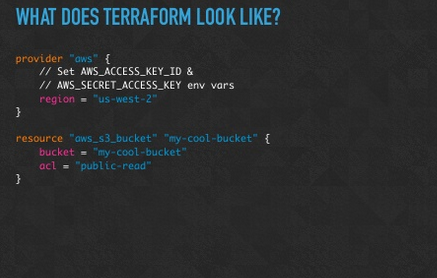 WHAT DOES TERRAFORM LOOK LIKE?
provider "aws" {
    // Set AWS_ACCESS_KEY_ID &
    // AWS_SECRET_ACCESS_KEY env vars
    region = "us-west-2"
}
resource "aws_s3_bucket" "my-cool-bucket" {
    bucket = "my-cool-bucket"
    acl = "public-read"
}